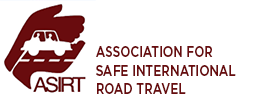 ASIRT
ASSOCIATION FOR
SAFE INTERNATIONAL
ROAD TRAVEL